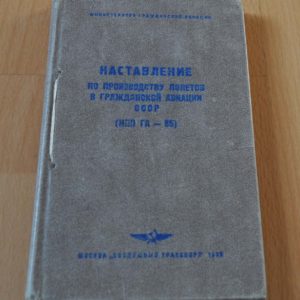 МИНИСТЕРСТВО ГРАЖДАНСКОЙ АВИАЦИИ
НАСТАВЛЕНИЕ
ПО ПРОИЗВОДСТВУ ПОЛЕТОВ
В ГРАЖДАНСКОЙ АВИАЦИИ
СССР
(НПП ГА — 85)
МОСКВА "ВОЗДУШНЫЙ ТРАНСПОРТ"